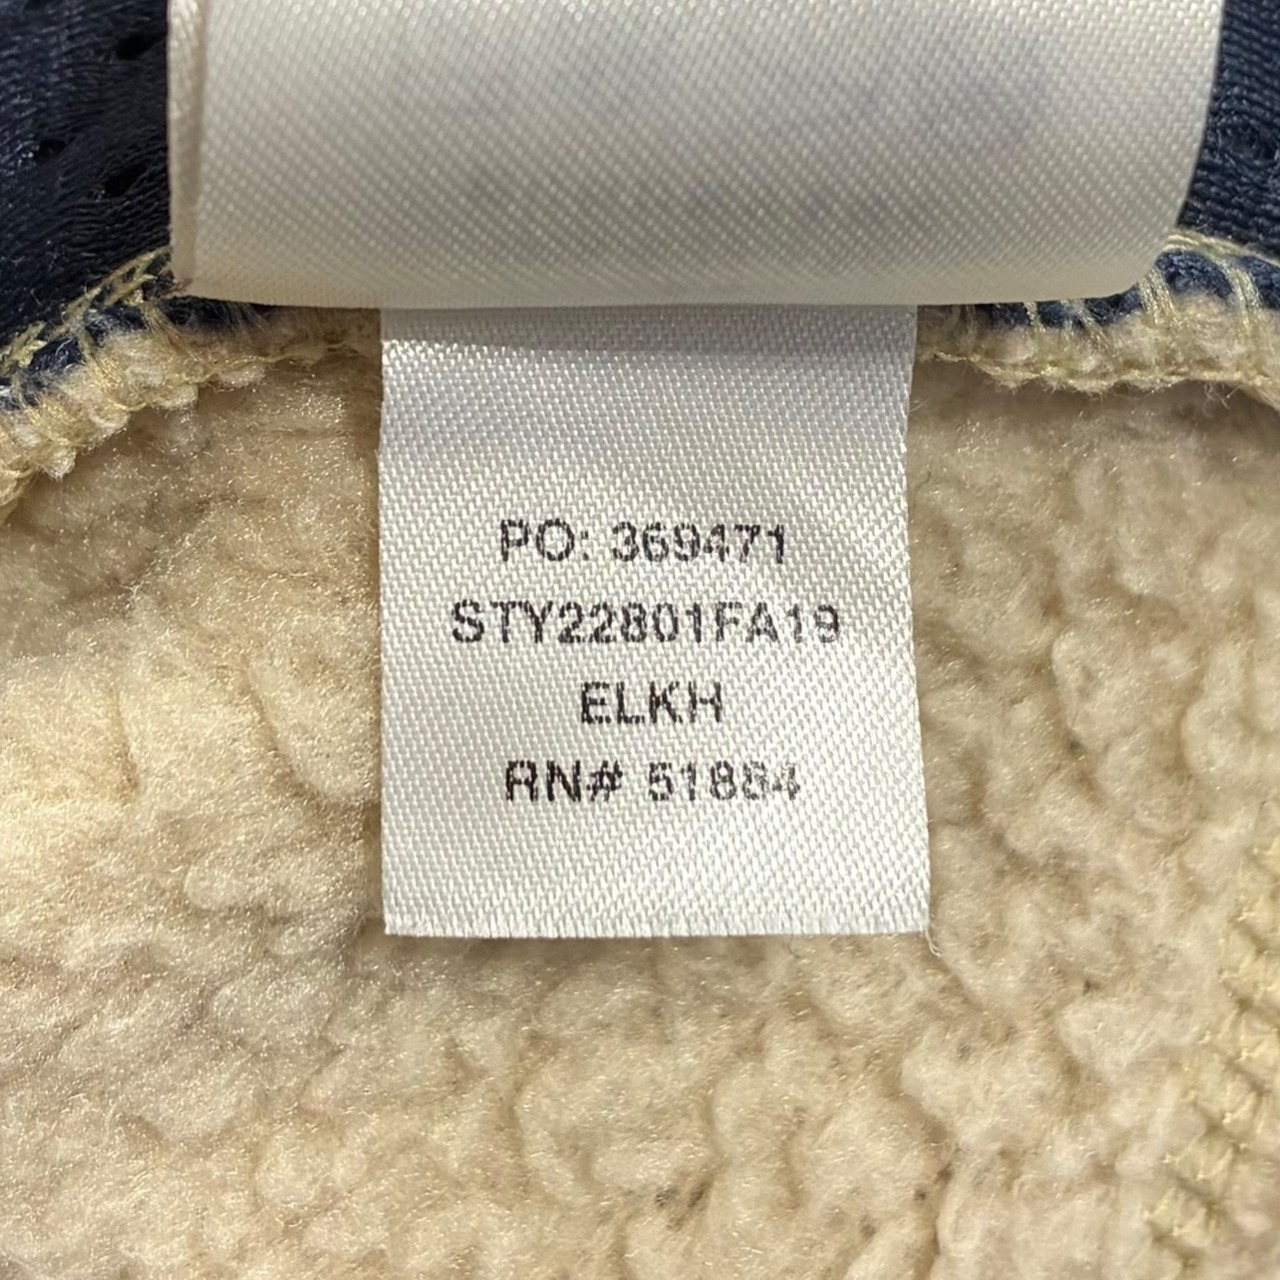 PO: 369471
STY22801FA19
ELKH
RN# 51884